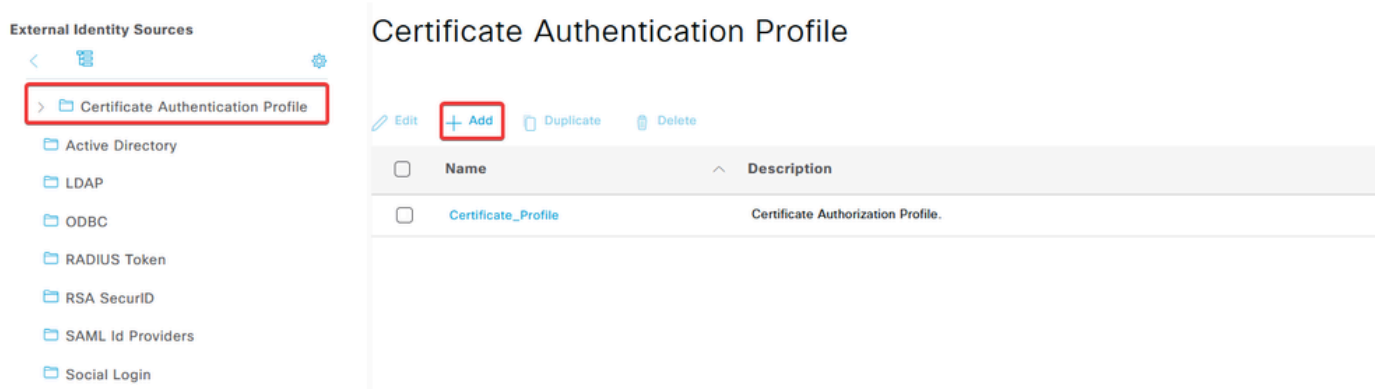 External Identity Sources
Certificate Authentication Profile
Active Directory
LDAP
ODBC
RADIUS Token
RSA SecurID
SAML Id Providers
Social Login
Certificate Authentication Profile
Edit + Add Duplicate Delete
Name Description
Certificate_Profile Certificate Authorization Profile.